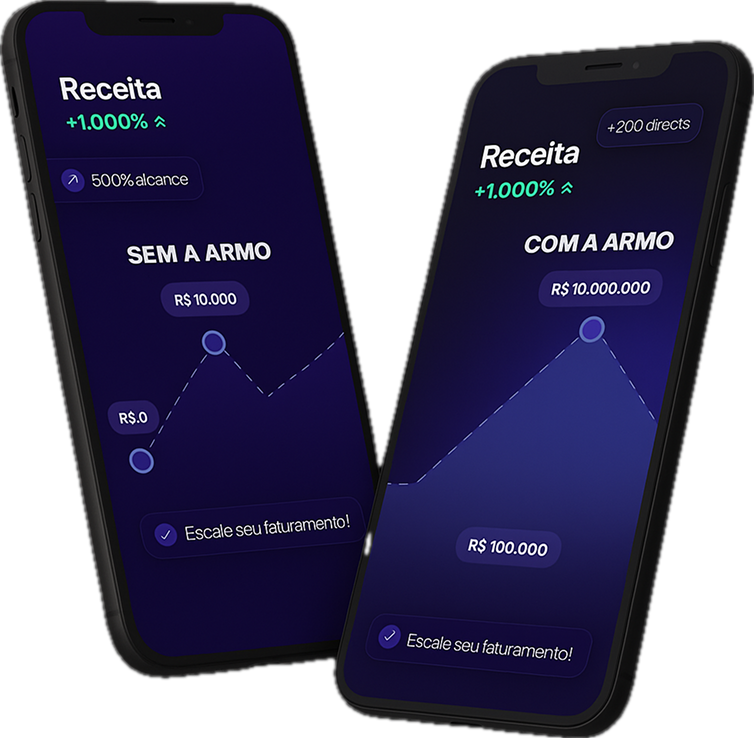 Receita
+1.000%
500% alcance
SEM A ARMO
R$ 10.000
R$.0
Escale seu faturamento!
+200 directs
Receita
+1.000%
COM A ARMO
R$ 10.000.000
R$ 100.000
Escale seu faturamento!